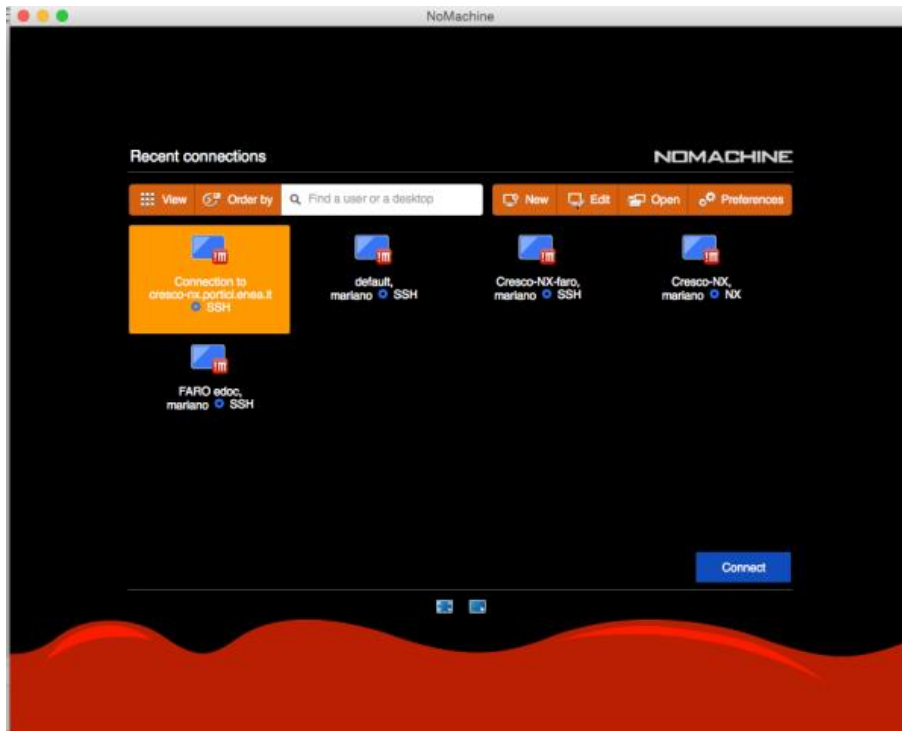 NoMachine
Recent connections
NOMACHINE
View
Order by
Find a user or a desktop
New
Edit
Open
Preferences
Connection to
cresco-nx.portici.enea.it
SSH
default,
mariano SSH
Cresco-NX-faro,
mariano SSH
Cresco-NX,
mariano NX
FARO edoc,
mariano SSH
Connect